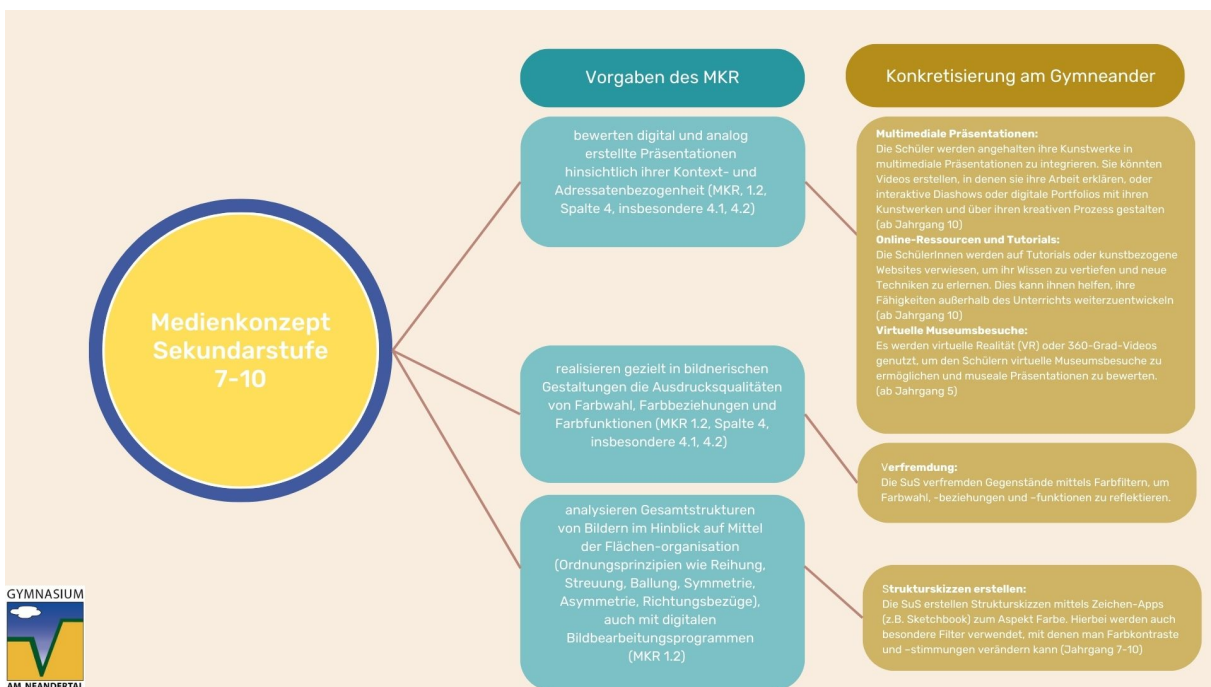 Medienkonzept
Sekundarstufe
7-10
Vorgaben des MKR
bewerten digital und analog
erstellte Präsentationen
hinsichtlich ihrer Kontext- und
Adressatenbezogenheit (MKR, 1.2,
Spalte 4, insbesondere 4.1, 4.2)
realisieren gezielt in bildnerischen
Gestaltungen die Ausdrucksqualitäten
von Farbwahl, Farbbeziehungen und
Farbfunktionen (MKR 1.2, Spalte 4,
insbesondere 4.1, 4.2)
analysieren Gesamtstrukturen
von Bildern im Hinblick auf Mittel
der Flächen-organisation
(Ordnungsprinzipien wie Reihung,
Streuung, Ballung, Symmetrie,
Asymmetrie, Richtungsbezüge),
auch mit digitalen
Bildbearbeitungsprogrammen
(MKR 1.2)
Konkretisierung am Gymneander
Multimediale Präsentationen:
Die Schüler werden angehalten ihre Kunstwerke in
multimediale Präsentationen zu integrieren. Sie könnten
Videos erstellen, in denen sie ihre Arbeit erklären, oder
interaktive Diashows oder digitale Portfolios mit ihren
Kunstwerken und über ihren kreativen Prozess gestalten
(ab Jahrgang 10)
Online-Ressourcen und Tutorials:
Die SchülerInnen werden auf Tutorials oder kunstbezogene
Websites verwiesen, um ihr Wissen zu vertiefen und neue
Techniken zu erlernen. Dies kann ihnen helfen, ihre
Fähigkeiten außerhalb des Unterrichts weiterzuentwickeln
(ab Jahrgang 10)
Virtuelle Museumsbesuche:
Es werden virtuelle Realität (VR) oder 360-Grad-Videos
genutzt, um den Schülern virtuelle Museumsbesuche zu
ermöglichen und museale Präsentationen zu bewerten.
(ab Jahrgang 5)
Verfremdung:
Die SuS verfremden Gegenstände mittels Farbfiltern, um
Farbwahl, -beziehungen und –funktionen zu reflektieren.
Strukturskizzen erstellen:
Die SuS erstellen Strukturskizzen mittels Zeichen-Apps
(z.B. Sketchbook) zum Aspekt Farbe. Hierbei werden auch
besondere Filter verwendet, mit denen man Farbkontraste
und –stimmungen verändern kann (Jahrgang 7-10)
GYMNASIUM
AM NEANDERTAL